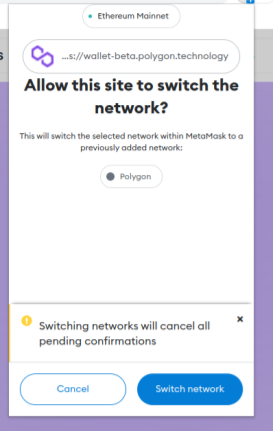 Ethereum Mainnet
...s://wallet-beta.polygon.technology
Allow this site to switch the
network?
This will switch the selected network within MetaMask to a
previously added network:
Polygon
Switching networks will cancel all
pending confirmations
Cancel
Switch network